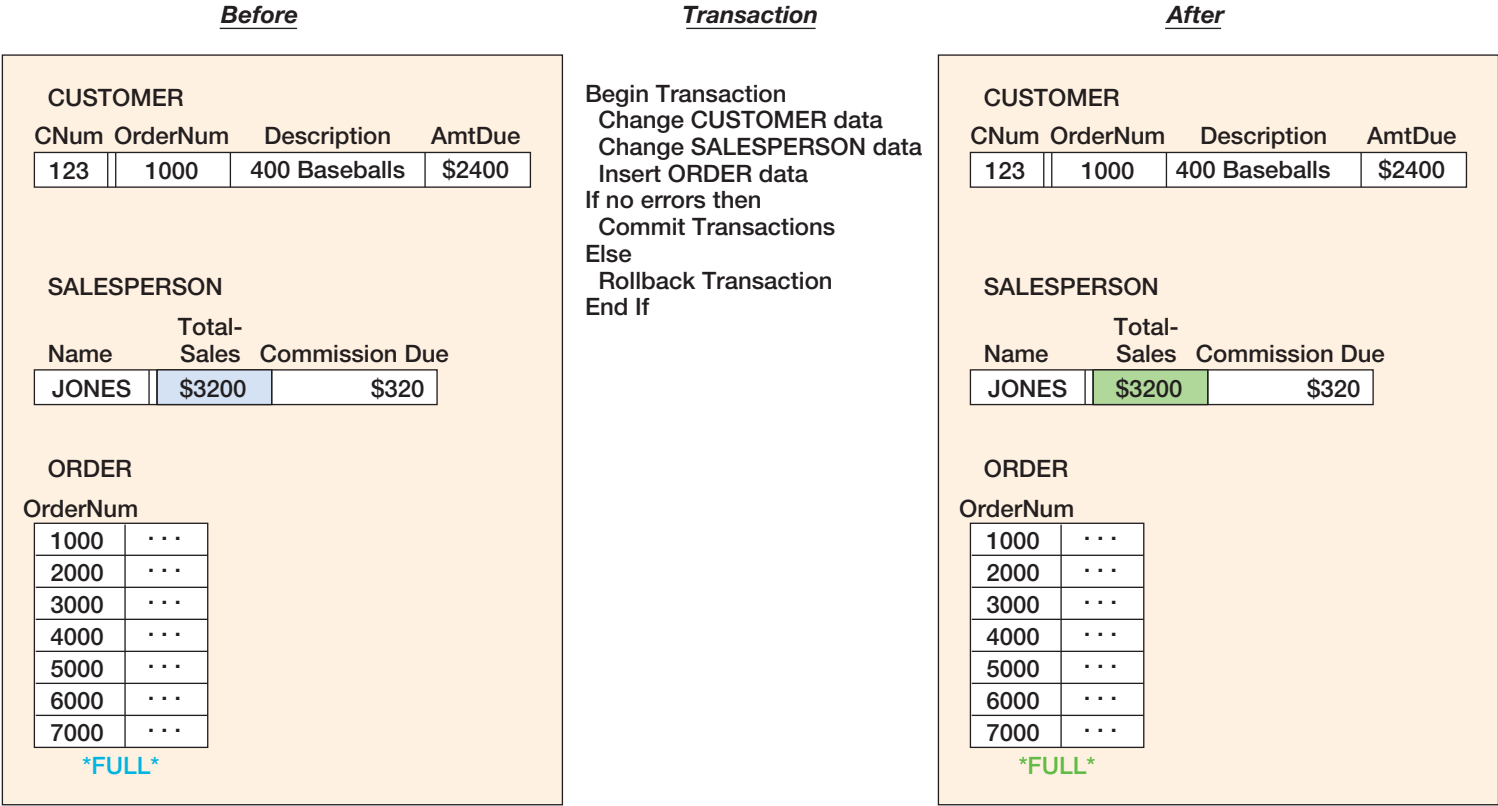 Before
CUSTOMER
CNum OrderNum Description AmtDue
123 1000 400 Baseballs $2400
SALESPERSON
Total-
Name Sales Commission Due
JONES $3200 $320
ORDER
OrderNum
1000 . . .
2000 . . .
3000 . . .
4000 . . .
5000 . . .
6000 . . .
7000 . . .
*FULL*
Transaction
Begin Transaction
Change CUSTOMER data
Change SALESPERSON data
Insert ORDER data
If no errors then
Commit Transactions
Else
Rollback Transaction
End If
After
CUSTOMER
CNum OrderNum Description AmtDue
123 1000 400 Baseballs $2400
SALESPERSON
Total-
Name Sales Commission Due
JONES $3200 $320
ORDER
OrderNum
1000 . . .
2000 . . .
3000 . . .
4000 . . .
5000 . . .
6000 . . .
7000 . . .
*FULL*